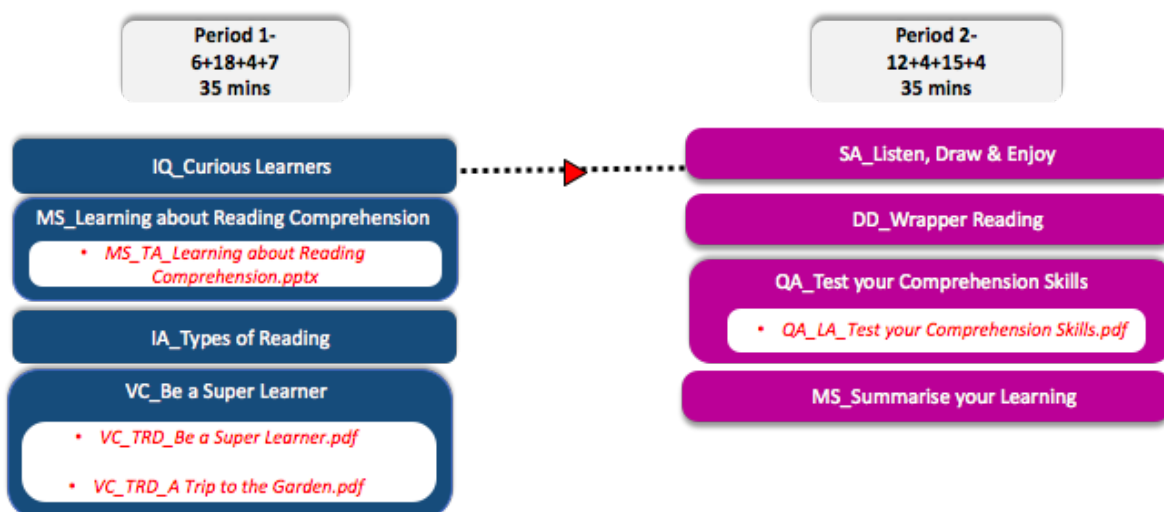 Period 1-
6+18+4+7
35 mins
IQ_Curious Learners
MS_Learning about Reading Comprehension
• MS_TA_Learning about Reading
Comprehension.pptx
IA_Types of Reading
VC_Be a Super Learner
• VC_TRD_Be a Super Learner.pdf
• VC_TRD_A Trip to the Garden.pdf
Period 2-
12+4+15+4
35 mins
SA_Listen, Draw & Enjoy
DD_Wrapper Reading
QA_Test your Comprehension Skills
• QA_LA_Test your Comprehension Skills.pdf
MS_Summarise your Learning